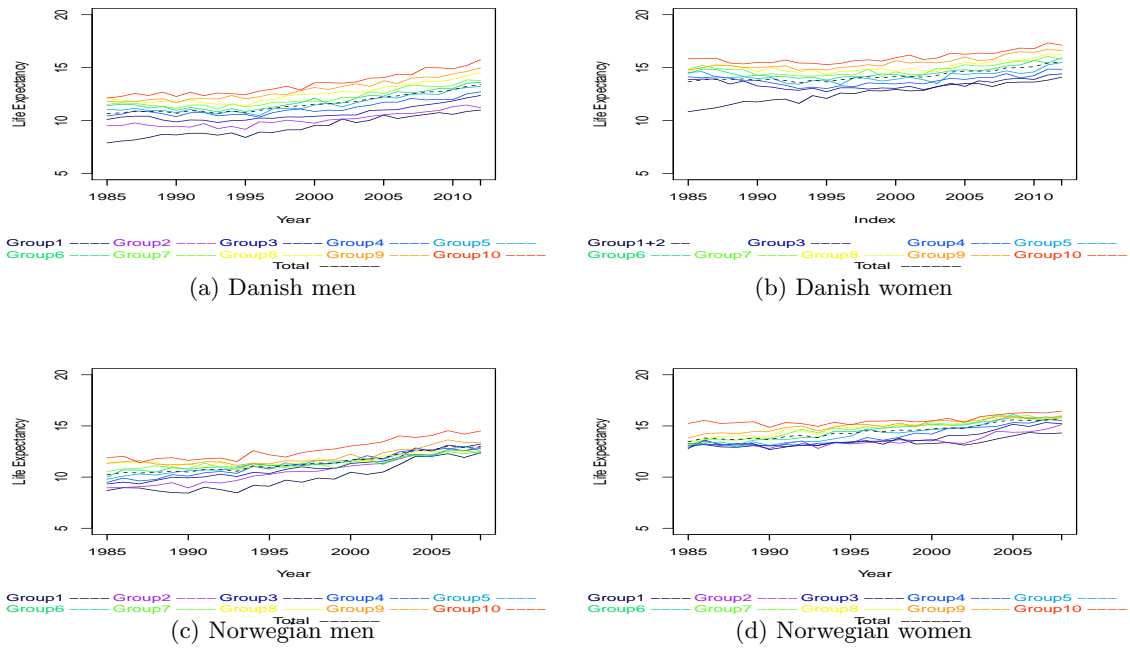 20
15
10
5
Life Expectancy
1985 1990 1995 2000 2005 2010
Year
Group1 ---- Group2 ---- Group3 ---- Group4 ---- Group5 ----
Group6 ---- Group7 ---- Group8 ---- Group9 ---- Group10 ----
Total ------
(a) Danish men
20
15
10
5
Life Expectancy
1985 1990 1995 2000 2005 2010
Index
Group1+2 -- Group3 ---- Group4 ---- Group5 ----
Group6 ---- Group7 ---- Group8 ---- Group9 ---- Group10 ----
Total ------
(b) Danish women
20
15
10
5
Life Expectancy
1985 1990 1995 2000 2005
Year
Group1 ---- Group2 ---- Group3 ---- Group4 ---- Group5 ----
Group6 ---- Group7 ---- Group8 ---- Group9 ---- Group10 ----
Total ------
(c) Norwegian men
20
15
10
5
Life Expectancy
1985 1990 1995 2000 2005
Year
Group1 ---- Group2 ---- Group3 ---- Group4 ---- Group5 ----
Group6 ---- Group7 ---- Group8 ---- Group9 ---- Group10 ----
Total ------
(d) Norwegian women